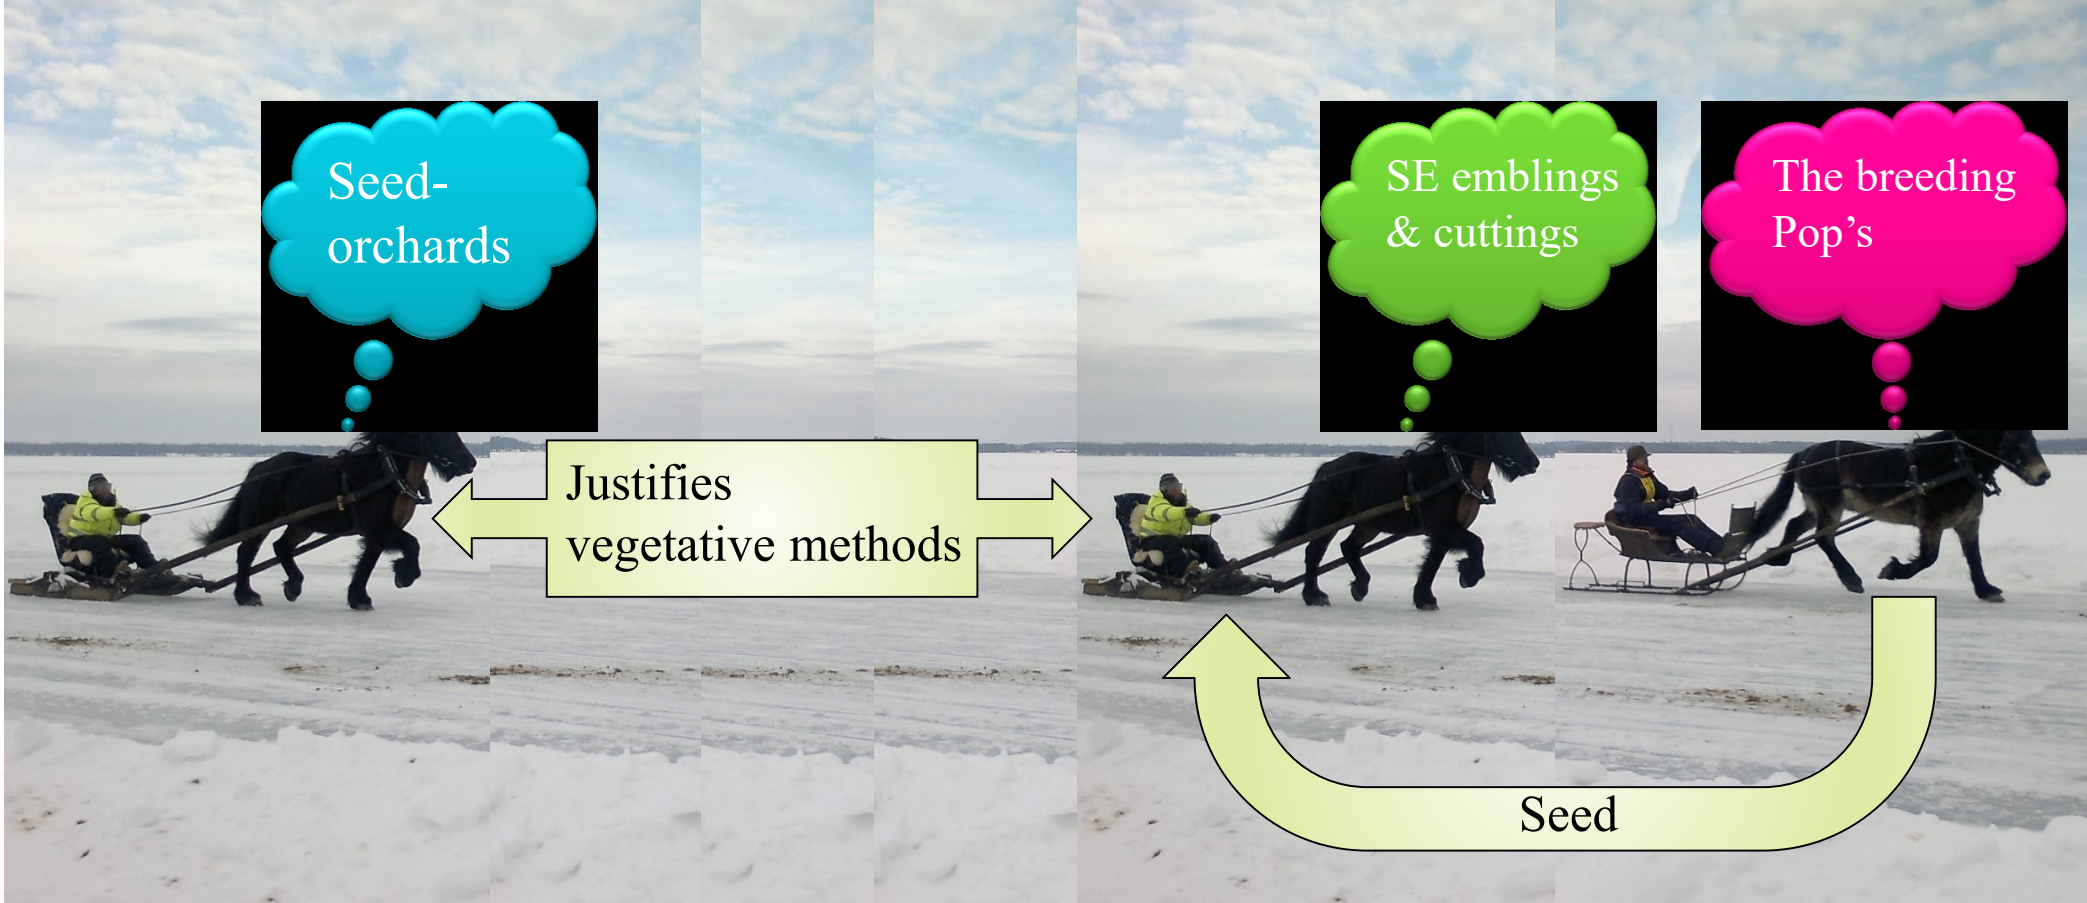 Seed-
orchards
SE emblings
& cuttings
The breeding
Pop's
Justifies
vegetative methods
Seed